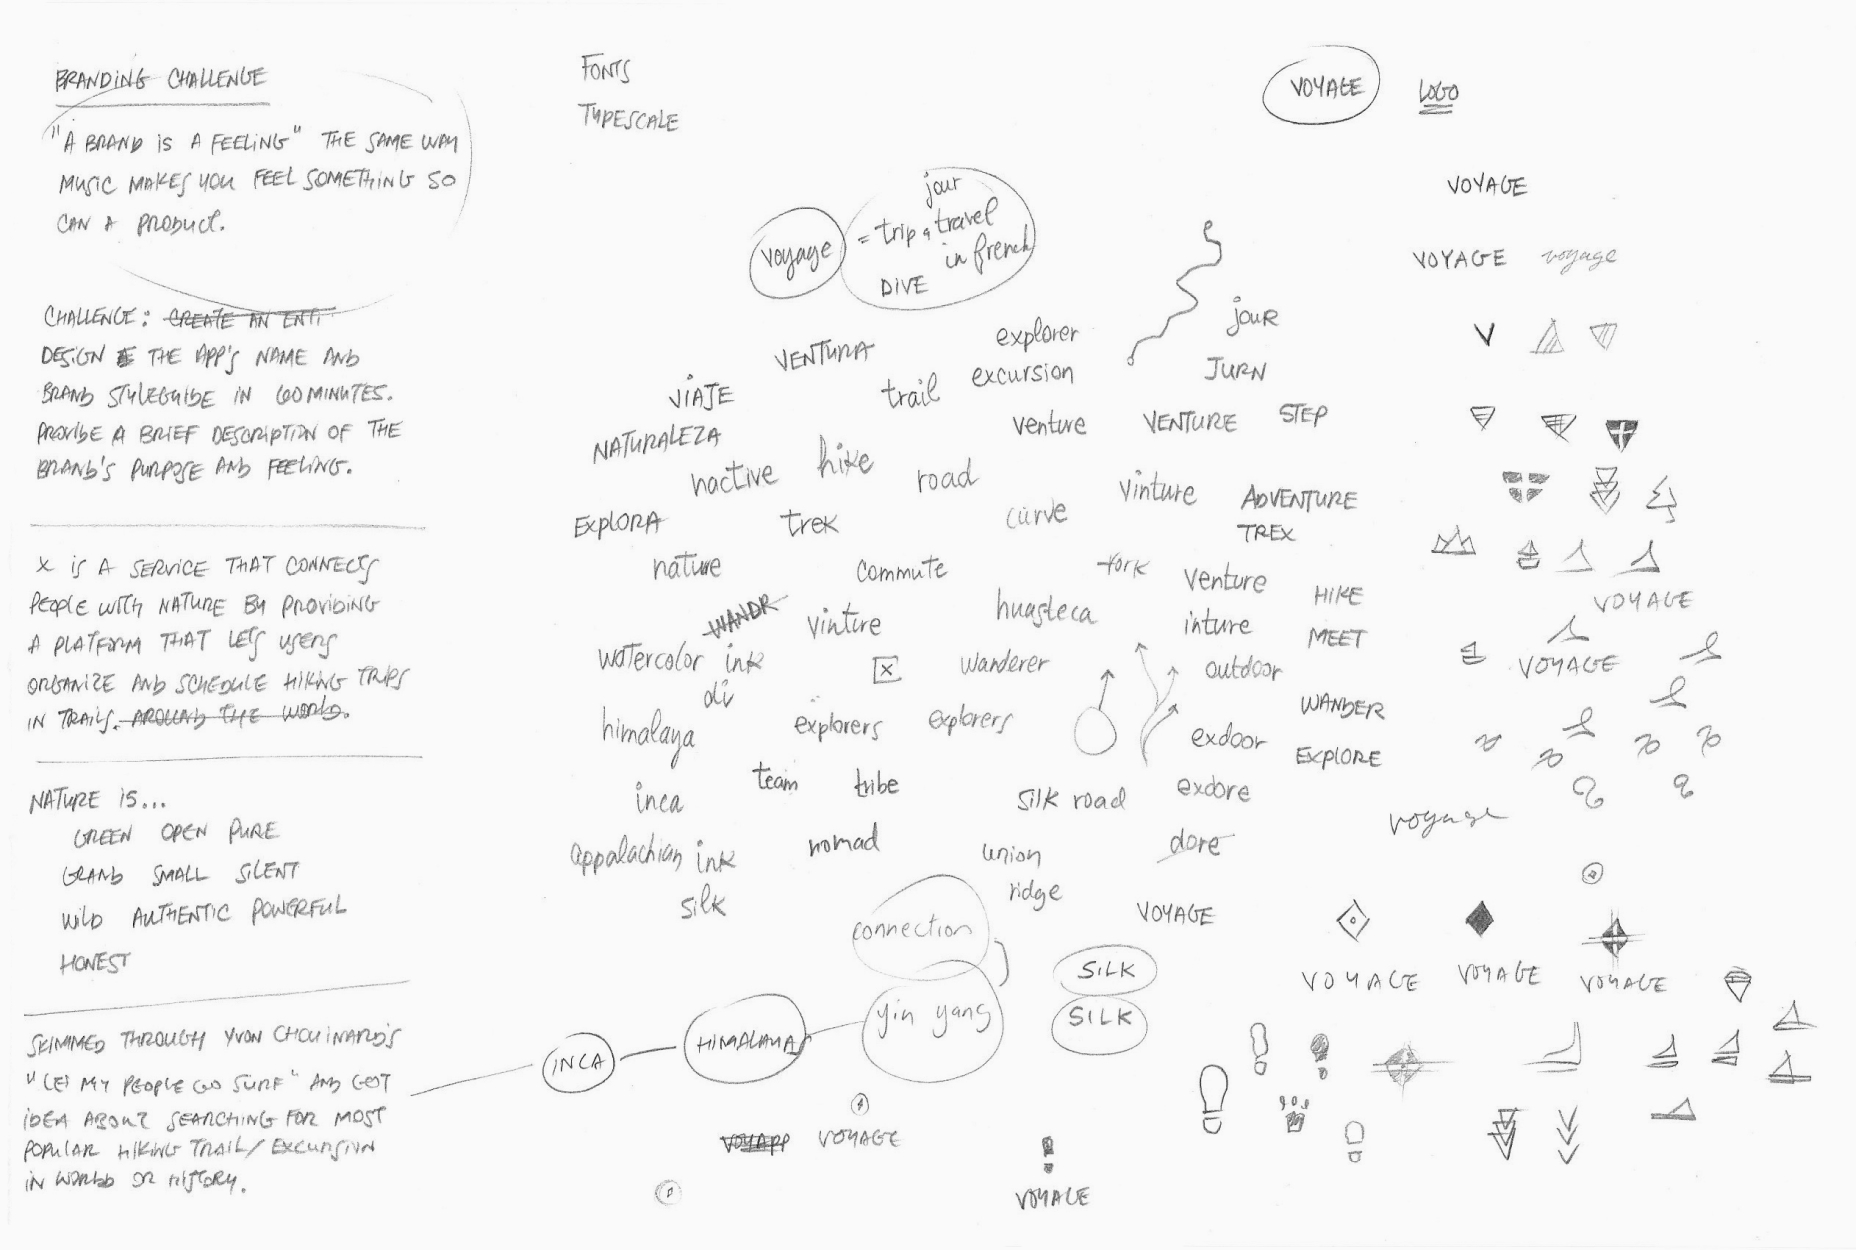 BRANDING CHALLENGE
"A BRAND IS A FEELING" THE SAME WAY
MUSIC MAKES YOU FEEL SOMETHING SO
CAN A PRODUCT.
CHALLENGE: CREATE AN ENTI
DESIGN THE APP'S NAME AND
BRAND STYLEGUIDE IN 60 MINUTES.
PROVIDE A BRIEF DESCRIPTION OF THE
BRAND'S PURPOSE AND FEELING.
X IS A SERVICE THAT CONNECTS
PEOPLE WITH NATURE BY PROVIDING
A PLATFORM THAT LETS USERS
ORGANIZE AND SCHEDULE HIKING TRIPS
IN TRAILS. AROUND THE WORLD.
NATURE IS...
GREEN OPEN PURE
GRAND SMALL SILENT
WILD AUTHENTIC POWERFUL
HONEST
SKIMMED THROUGH YVON CHOUINARD'S
"LET MY PEOPLE GO SURF" AND GOT
IDEA ABOUT SEARCHING FOR MOST
POPULAR HIKING TRAIL/EXCURSION
IN WORLD OR HISTORY.
FONTS
TYPESCALE
jour
voyage = trip & travel
in french
DIVE
VENTURA
explorer
VIAJE
trail
excursion
NATURALEZA
venture
VENTURE
STEP
jOUR
JURN
nactive
hike
road
vinture
ADVENTURE
EXPLORA
trek
curve
TREX
nature
commute
fork
venture
HIKE
WANDR
vinture
huasteca
inture
MEET
watercolor
ink
X
wanderer
outdoor
di
WANDER
himalaya
explorers
explorers
exdoor
EXPLORE
inca
team
tribe
silk road
exdore
appalachian
ink
nomad
union
dore
silk
ridge
VOYAGE
connection
SILK
yin yang
SILK
INCA
HIMALAYA
VOYAPP
VOYAGE
VOYAGE
VOYAGE
LOGO
VOYAGE
VOYAGE
voyage
V
VOYAGE
VOYAGE
voyage
VOYAGE
VOYAGE
VOYAGE